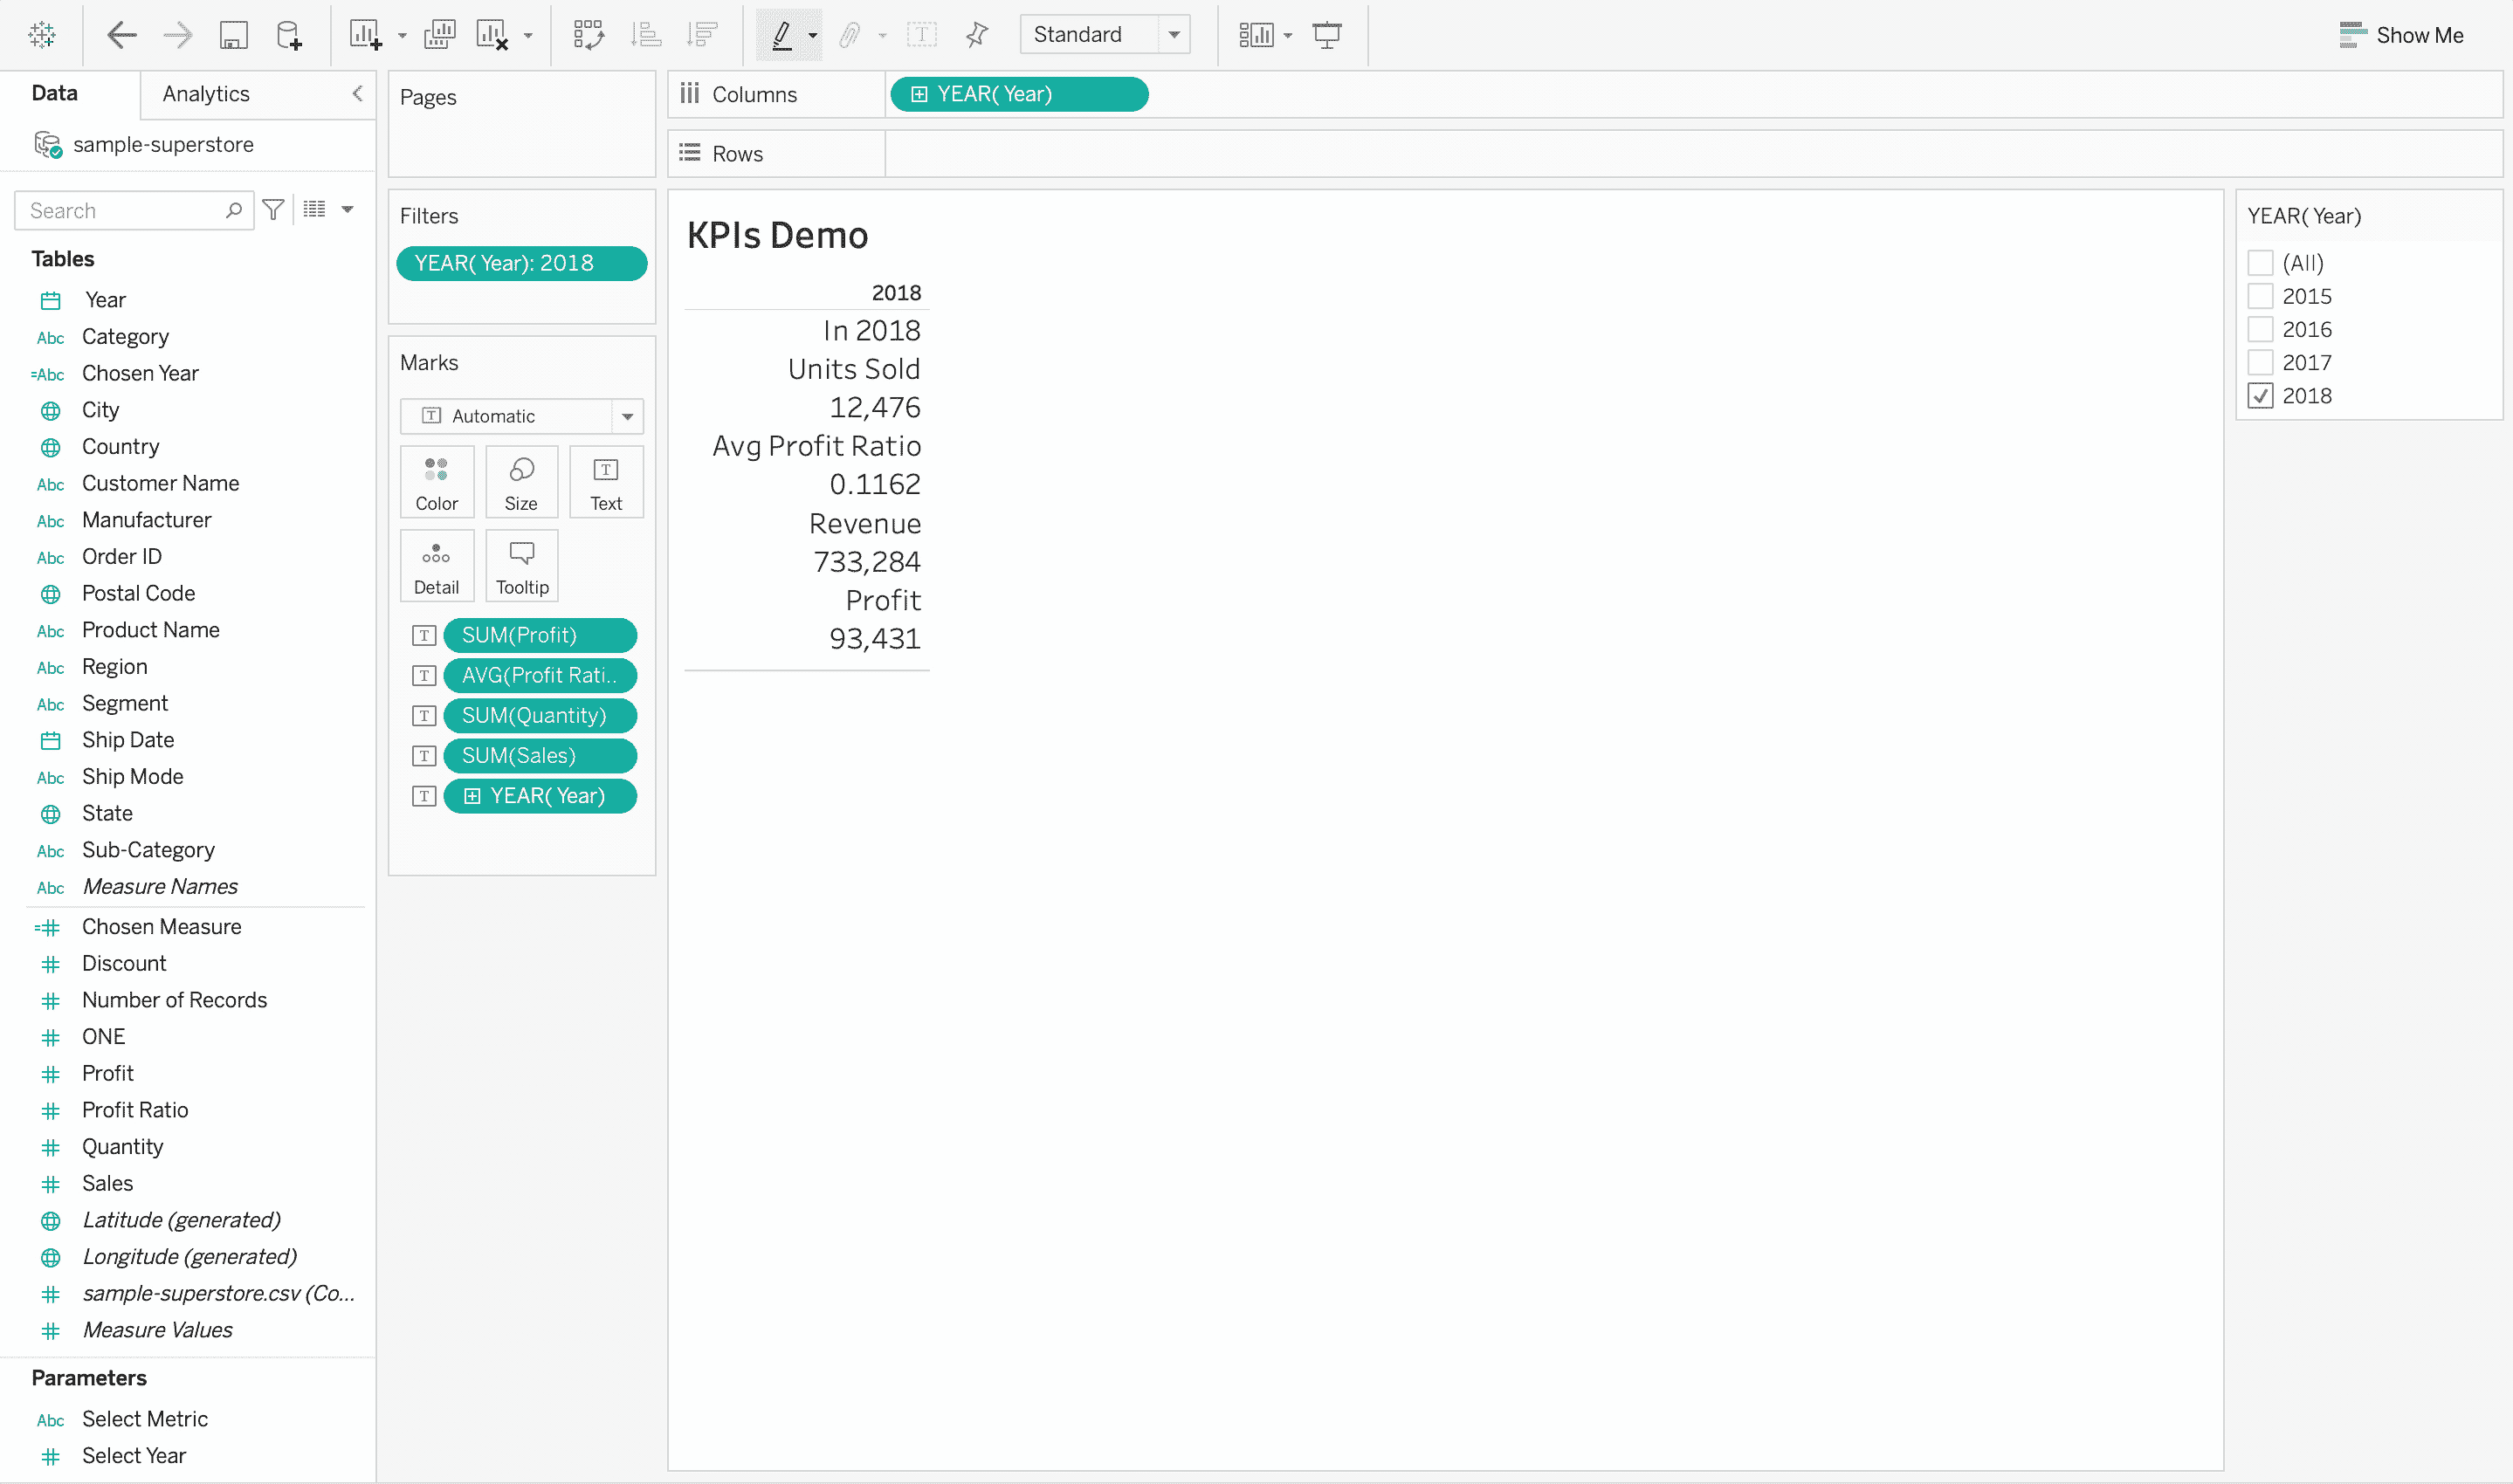 Standard
Show Me
Data
Analytics
sample-superstore
Search
Tables
Year
Abc Category
=Abc Chosen Year
City
Country
Abc Customer Name
Abc Manufacturer
Abc Order ID
Postal Code
Abc Product Name
Abc Region
Abc Segment
Ship Date
Abc Ship Mode
State
Abc Sub-Category
Abc Measure Names
=# Chosen Measure
# Discount
# Number of Records
# ONE
# Profit
# Profit Ratio
# Quantity
# Sales
Latitude (generated)
Longitude (generated)
# sample-superstore.csv (Co...
# Measure Values
Parameters
Abc Select Metric
# Select Year
Pages
Filters
YEAR( Year): 2018
Marks
T Automatic
Color
Size
T Text
Detail
Tooltip
T SUM(Profit)
T AVG(Profit Rati..
T SUM(Quantity)
T SUM(Sales)
T YEAR( Year)
Columns
YEAR( Year)
Rows
KPIs Demo
2018
In 2018
Units Sold
12,476
Avg Profit Ratio
0.1162
Revenue
733,284
Profit
93,431
YEAR( Year)
(All)
2015
2016
2017
2018